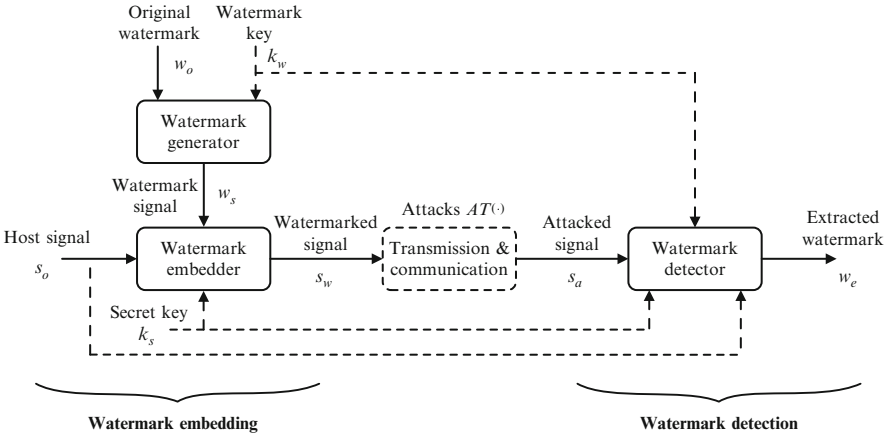 Original
watermark
w_o
Watermark
key
k_w
Watermark
generator
Watermark
signal
w_s
Host signal
s_o
Watermark
embedder
Watermarked
signal
s_w
Attacks AT(·)
Transmission &
communication
Attacked
signal
s_a
Watermark
detector
Extracted
watermark
w_e
Secret key
k_s
Watermark embedding
Watermark detection